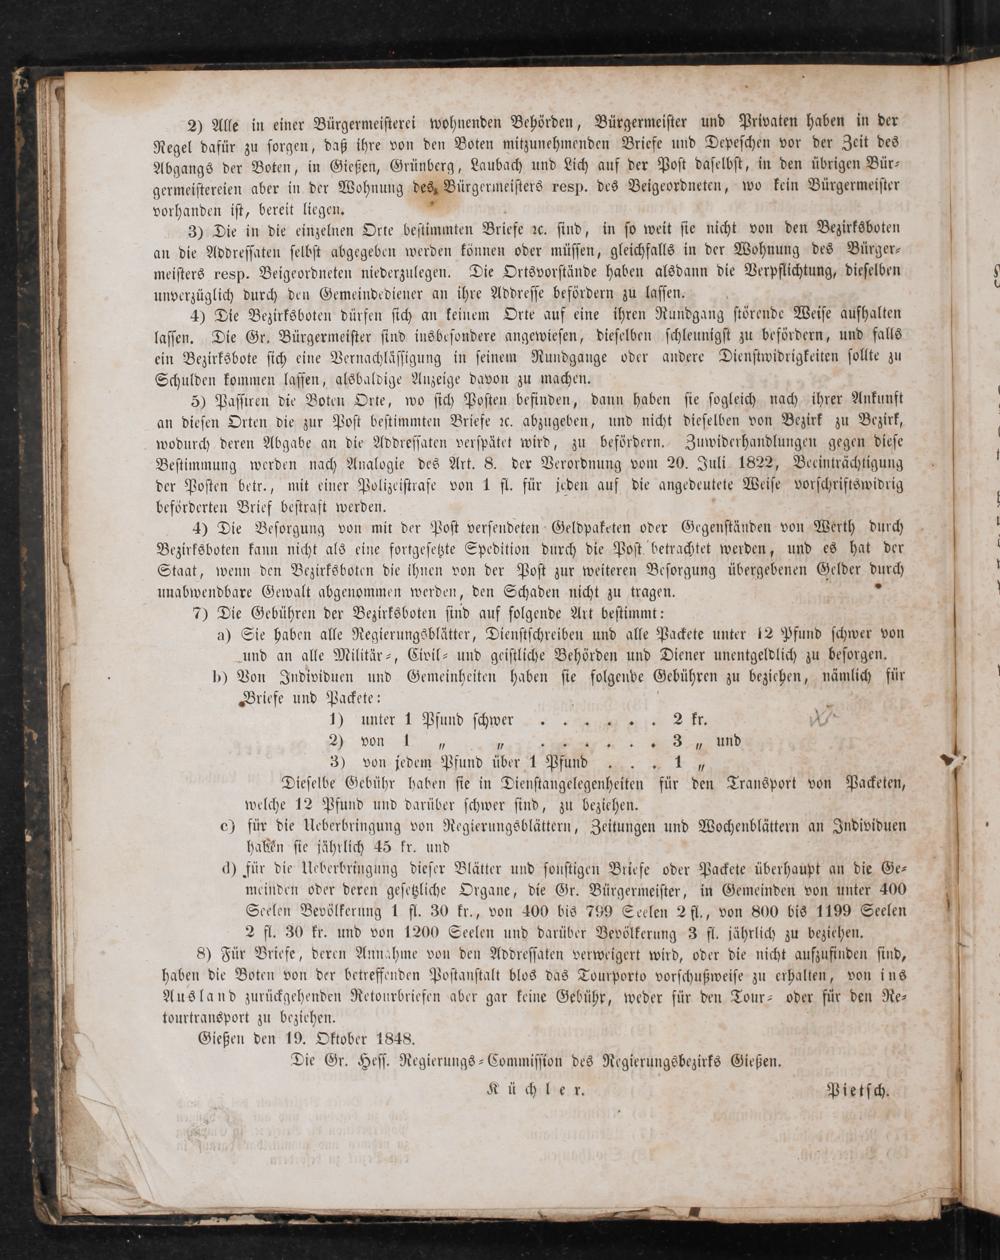 2) Alle in einer Bürgermeisterei wohnenden Behörden, Bürgermeister und Privaten haben in der
Regel dafür zu sorgen, daß ihre von den Boten mitzunehmenden Briefe und Depeschen vor der Zeit des
Abgangs der Boten, in Gießen, Grünberg, Laubach und Lich auf der Post daselbst, in den übrigen Bür-
germeistereien aber in der Wohnung des Bürgermeisters resp. des Beigeordneten, wo kein Bürgermeister
vorhanden ist, bereit liegen.
3) Die in die einzelnen Orte bestimmten Briefe ꝛc. sind, in so weit sie nicht von den Bezirksboten
an die Addressaten selbst abgegeben werden können oder müssen, gleichfalls in der Wohnung des Bürger-
meisters resp. Beigeordneten niederzulegen. Die Ortsvorstände haben alsdann die Verpflichtung, dieselben
unverzüglich durch den Gemeindediener an ihre Addresse befördern zu lassen.
4) Die Bezirksboten dürfen sich an keinem Orte auf eine ihren Rundgang störende Weise aufhalten
lassen. Die Gr. Bürgermeister sind insbesondere angewiesen, dieselben schleunigst zu befördern, und falls
ein Bezirksbote sich eine Vernachlässigung in seinem Rundgange oder andere Dienstwidrigkeiten sollte zu
Schulden kommen lassen, alsbaldige Anzeige davon zu machen.
5) Passiren die Boten Orte, wo sich Posten befinden, dann haben sie sogleich nach ihrer Ankunft
an diesen Orten die zur Post bestimmten Briefe ꝛc. abzugeben, und nicht dieselben von Bezirk zu Bezirk,
wodurch deren Abgabe an die Addressaten verspätet wird, zu befördern. Zuwiderhandlungen gegen diese
Bestimmung werden nach Analogie des Art. 8. der Verordnung vom 20. Juli 1822, Beeinträchtigung
der Posten betr., mit einer Polizeistrafe von 1 fl. für jeden auf die angedeutete Weise vorschriftswidrig
beförderten Brief bestraft werden.
4) Die Besorgung von mit der Post versendeten Geldpaketen oder Gegenständen von Werth durch
Bezirksboten kann nicht als eine fortgesetzte Spedition durch die Post betrachtet werden, und es hat der
Staat, wenn den Bezirksboten die ihnen von der Post zur weiteren Besorgung übergebenen Gelder durch
unabwendbare Gewalt abgenommen werden, den Schaden nicht zu tragen.
7) Die Gebühren der Bezirksboten sind auf folgende Art bestimmt:
a) Sie haben alle Regierungsblätter, Dienstschreiben und alle Packete unter 12 Pfund schwer von
und an alle Militär-, Civil- und geistliche Behörden und Diener unentgeldlich zu besorgen.
b) Von Individuen und Gemeinheiten haben sie folgende Gebühren zu beziehen, nämlich für
Briefe und Packete:
1) unter 1 Pfund schwer . . . . . . 2 kr.
2) von 1 „ „ . . . . . . 3 „ und
3) von jedem Pfund über 1 Pfund . . . 1 „
Dieselbe Gebühr haben sie in Dienstangelegenheiten für den Transport von Packeten,
welche 12 Pfund und darüber schwer sind, zu beziehen.
c) für die Ueberbringung von Regierungsblättern, Zeitungen und Wochenblättern an Individuen
haben sie jährlich 45 kr. und
d) für die Ueberbringung dieser Blätter und sonstigen Briefe oder Packete überhaupt an die Ge-
meinden oder deren gesetzliche Organe, die Gr. Bürgermeister, in Gemeinden von unter 400
Seelen Bevölkerung 1 fl. 30 kr., von 400 bis 799 Seelen 2 fl., von 800 bis 1199 Seelen
2 fl. 30 kr. und von 1200 Seelen und darüber Bevölkerung 3 fl. jährlich zu beziehen.
8) Für Briefe, deren Annahme von den Addressaten verweigert wird, oder die nicht aufzufinden sind,
haben die Boten von der betreffenden Postanstalt blos das Tourporto vorschußweise zu erhalten, von ins
Ausland zurückgehenden Retourbriefen aber gar keine Gebühr, weder für den Tour- oder für den Re-
tourtransport zu beziehen.
Gießen den 19. Oktober 1848.
Die Gr. Hess. Regierungs-Commission des Regierungsbezirks Gießen.
Küchler. Pietsch.